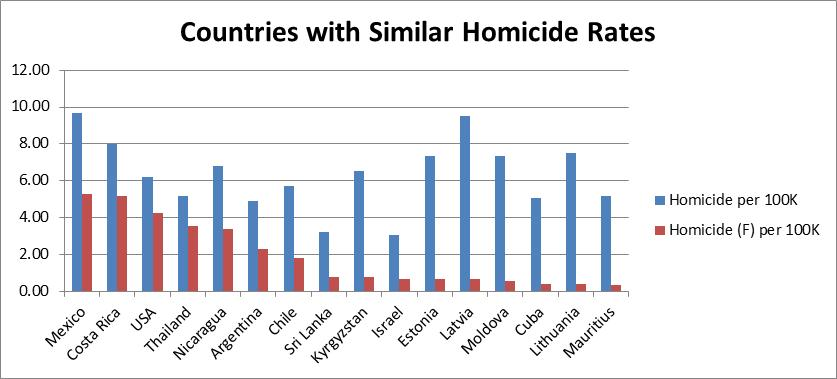 Countries with Similar Homicide Rates
12.00
10.00
8.00
6.00
4.00
2.00
0.00
Mexico
Costa Rica
USA
Thailand
Nicaragua
Argentina
Chile
Sri Lanka
Kyrgyzstan
Israel
Estonia
Latvia
Moldova
Cuba
Lithuania
Mauritius
Homicide per 100K
Homicide (F) per 100K